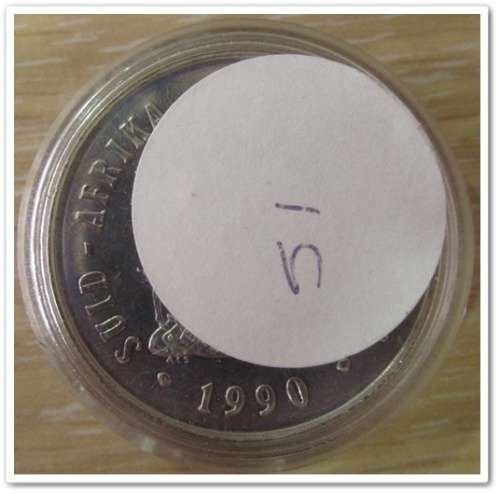 SUID - AFRIKA
• 1990 •
51